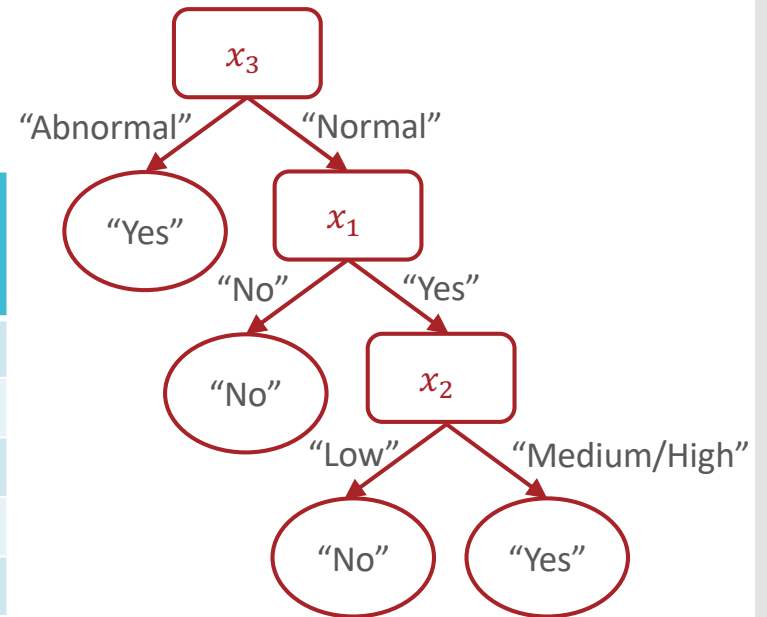 x₃
“Abnormal” “Normal”
“Yes”
x₁
“No” “Yes”
“No”
x₂
“Low” “Medium/High”
“No” “Yes”